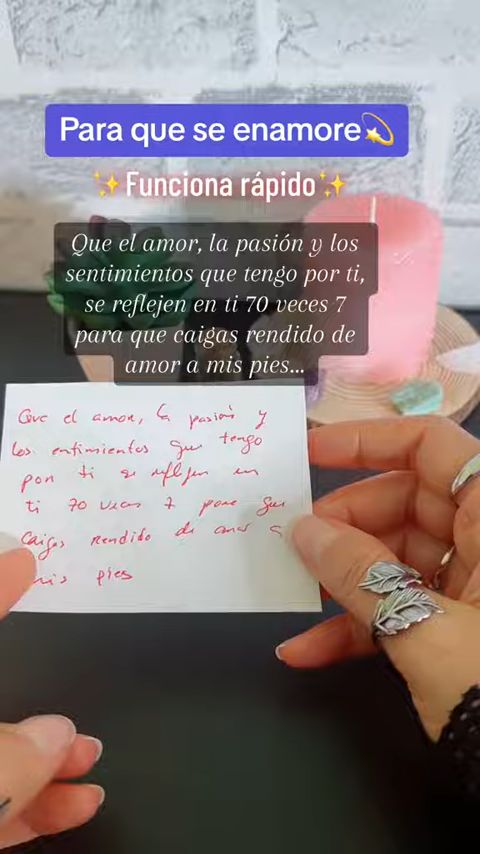 Para que se enamore💫
✨Funciona rápido✨
Que el amor, la pasión y los
sentimientos que tengo por ti,
se reflejen en ti 70 veces 7
para que caigas rendido de
amor a mis pies...
Que el amor, la pasión y
los entimientos que tengo
por ti se reflejen en
ti 70 veces 7 para que
caigas rendido de amor a
mis pies